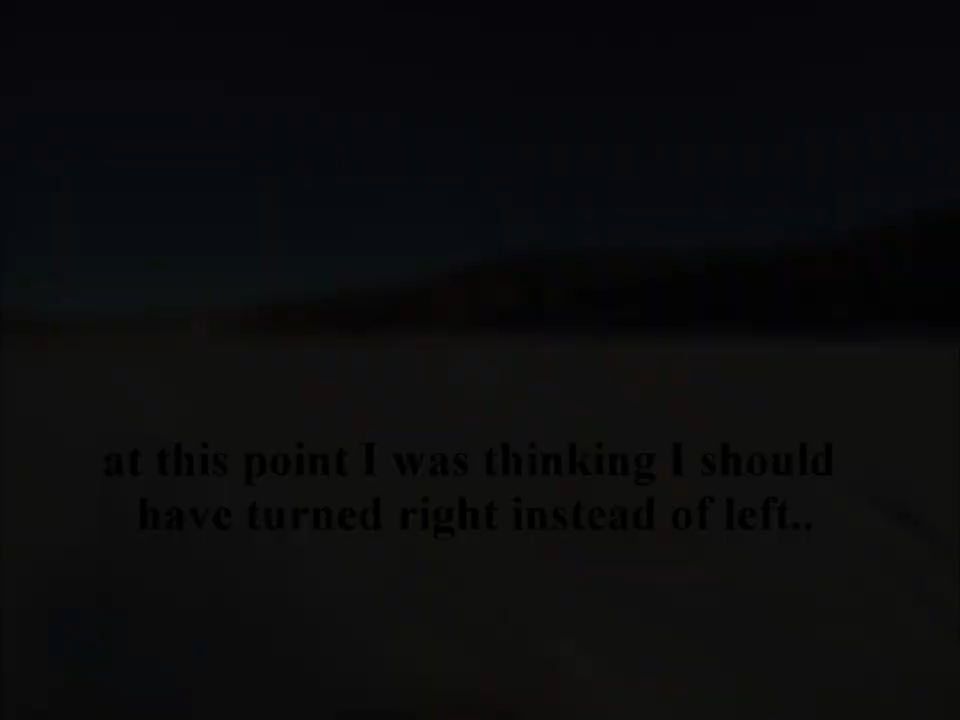 at this point I was thinking I should
have turned right instead of left..